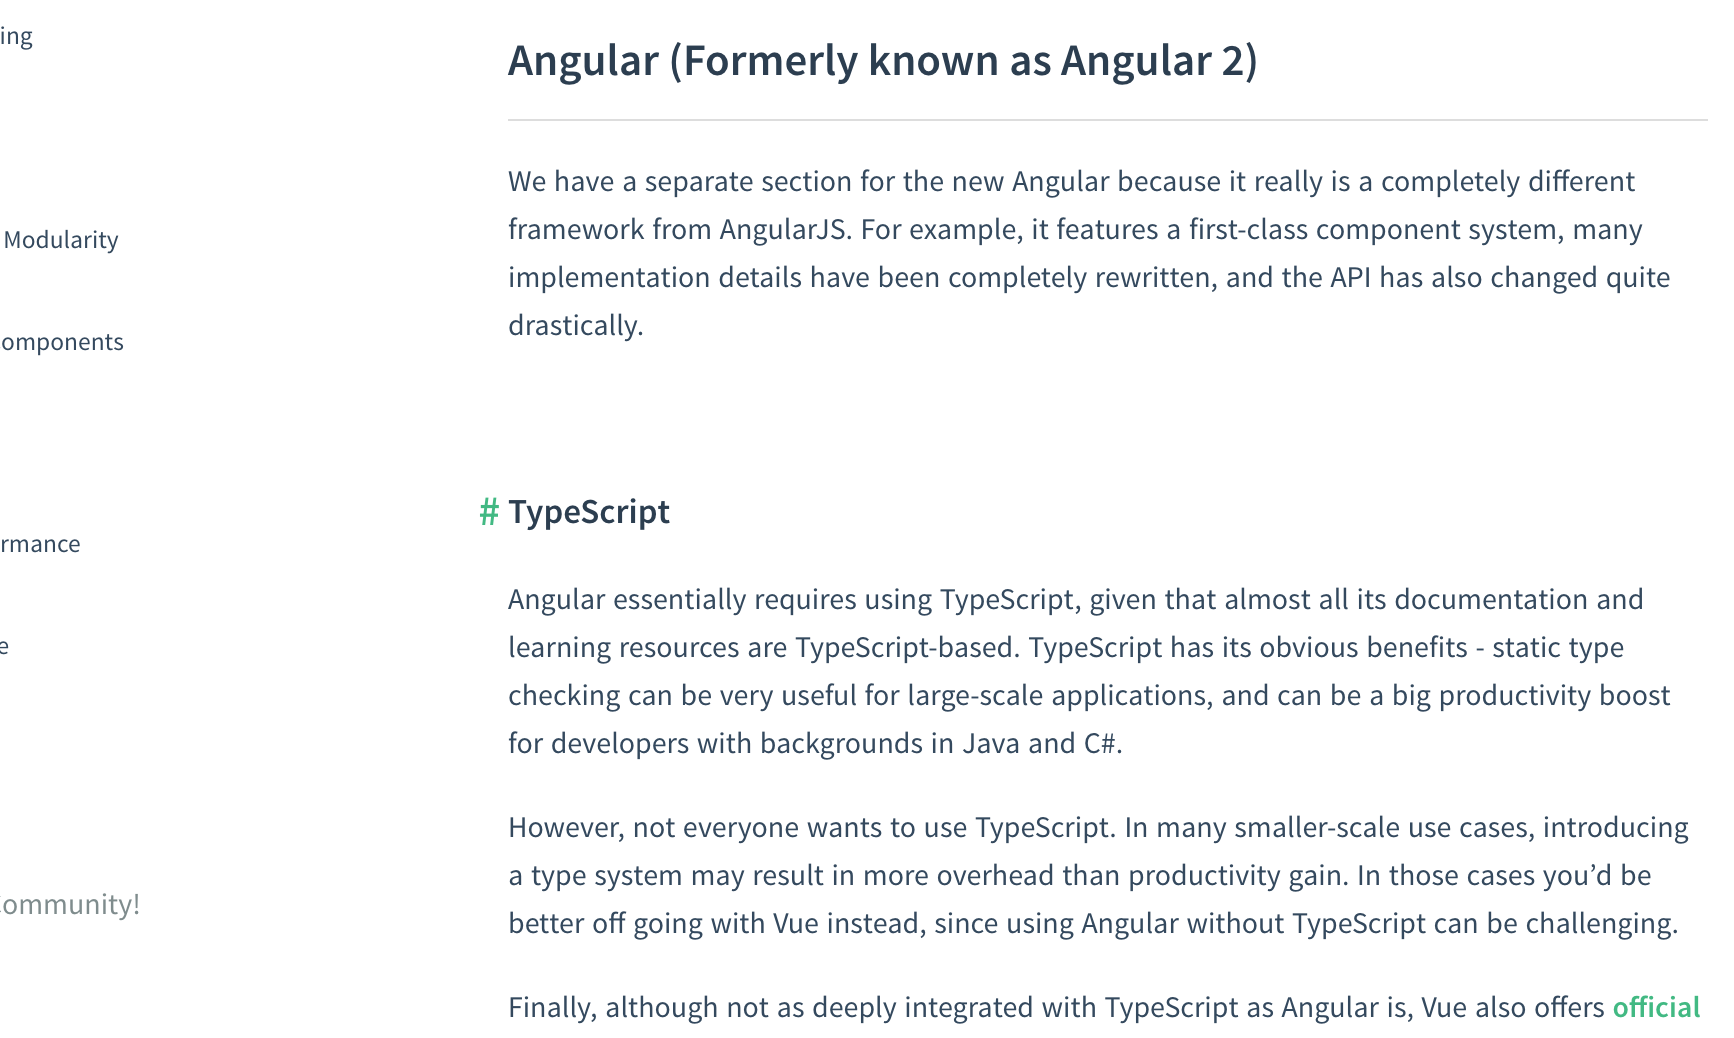 ing
Modularity
omponents
rmance
e
ommunity!
Angular (Formerly known as Angular 2)
We have a separate section for the new Angular because it really is a completely different
framework from AngularJS. For example, it features a first-class component system, many
implementation details have been completely rewritten, and the API has also changed quite
drastically.
# TypeScript
Angular essentially requires using TypeScript, given that almost all its documentation and
learning resources are TypeScript-based. TypeScript has its obvious benefits - static type
checking can be very useful for large-scale applications, and can be a big productivity boost
for developers with backgrounds in Java and C#.
However, not everyone wants to use TypeScript. In many smaller-scale use cases, introducing
a type system may result in more overhead than productivity gain. In those cases you’d be
better off going with Vue instead, since using Angular without TypeScript can be challenging.
Finally, although not as deeply integrated with TypeScript as Angular is, Vue also offers official